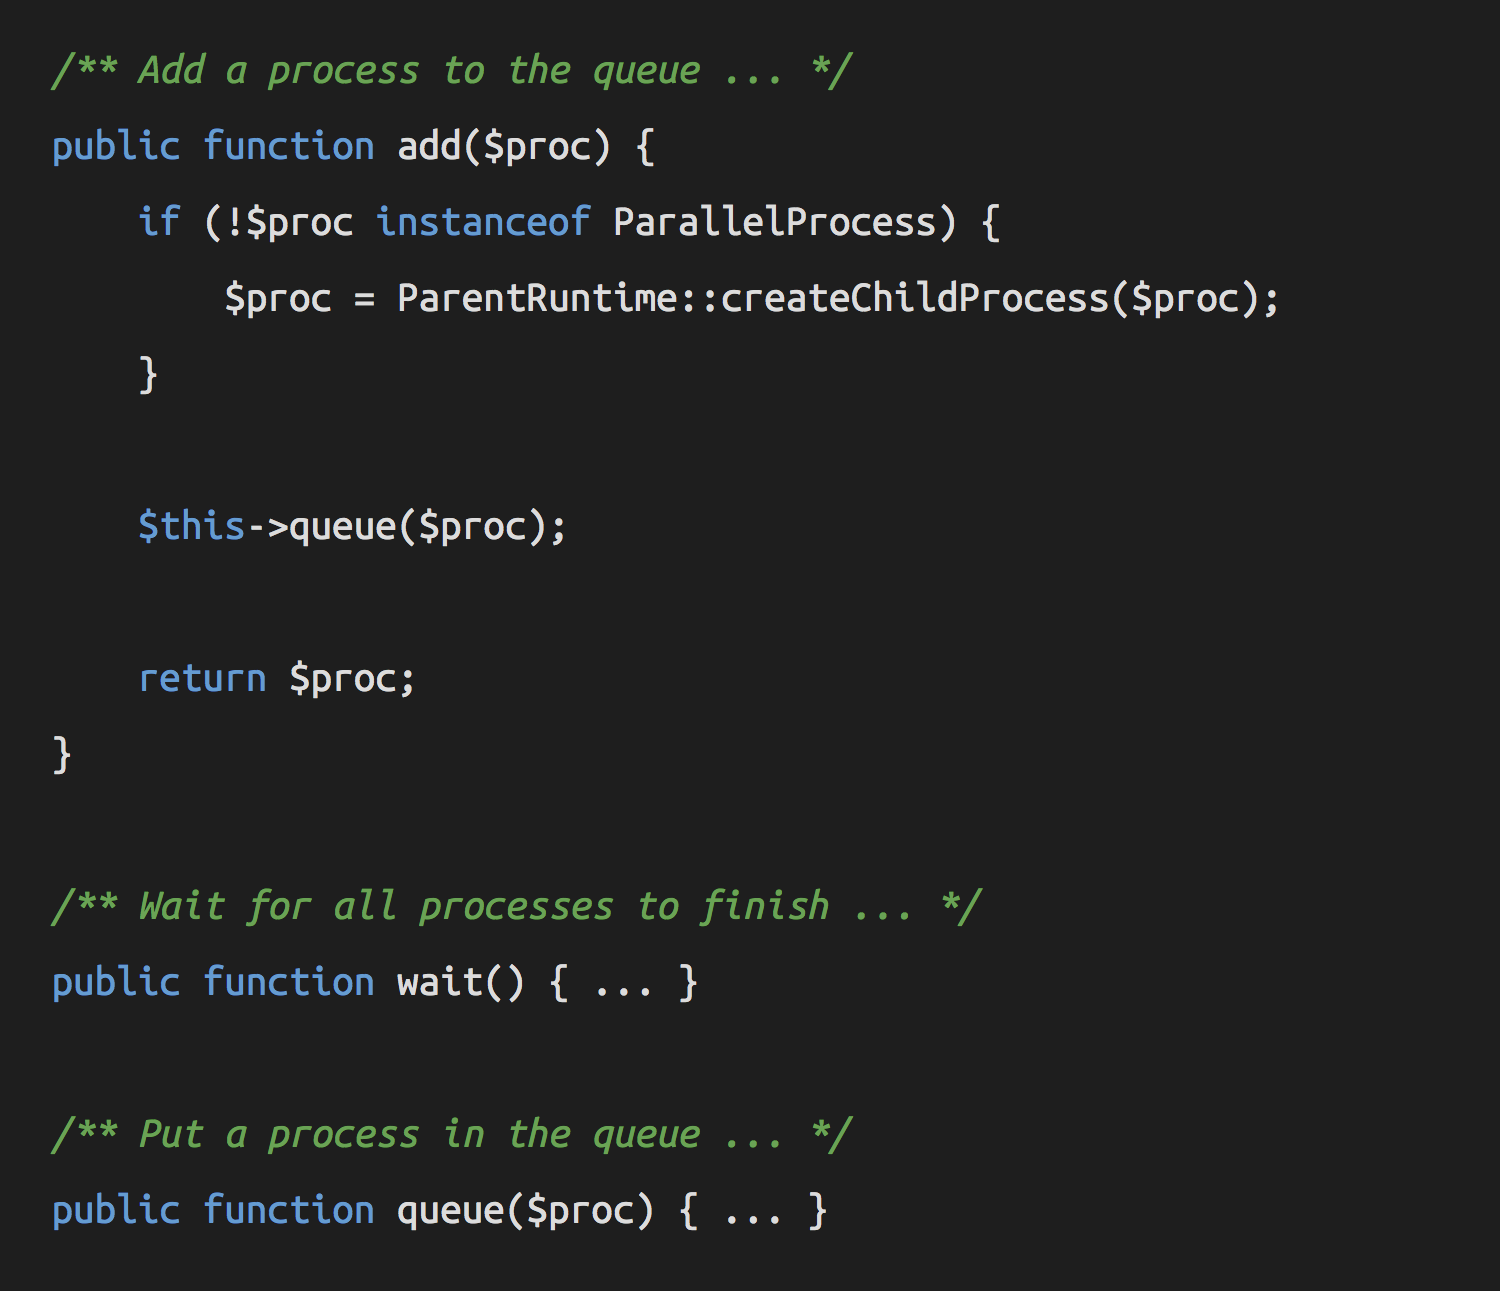 /** Add a process to the queue ... */
public function add($proc) {
    if (!$proc instanceof ParallelProcess) {
        $proc = ParentRuntime::createChildProcess($proc);
    }

    $this->queue($proc);

    return $proc;
}

/** Wait for all processes to finish ... */
public function wait() { ... }

/** Put a process in the queue ... */
public function queue($proc) { ... }